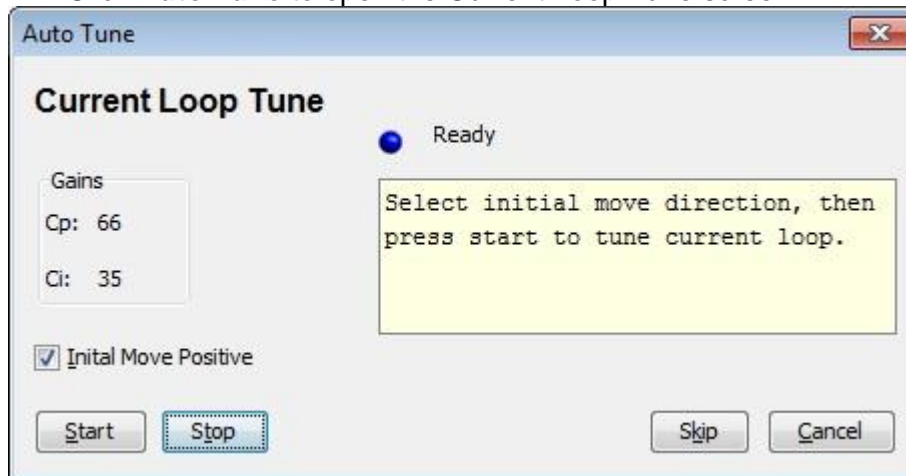 Auto Tune
Current Loop Tune
Ready
Gains
Cp: 66
Ci: 35
Select initial move direction, then
press start to tune current loop.
Inital Move Positive
Start
Stop
Skip
Cancel